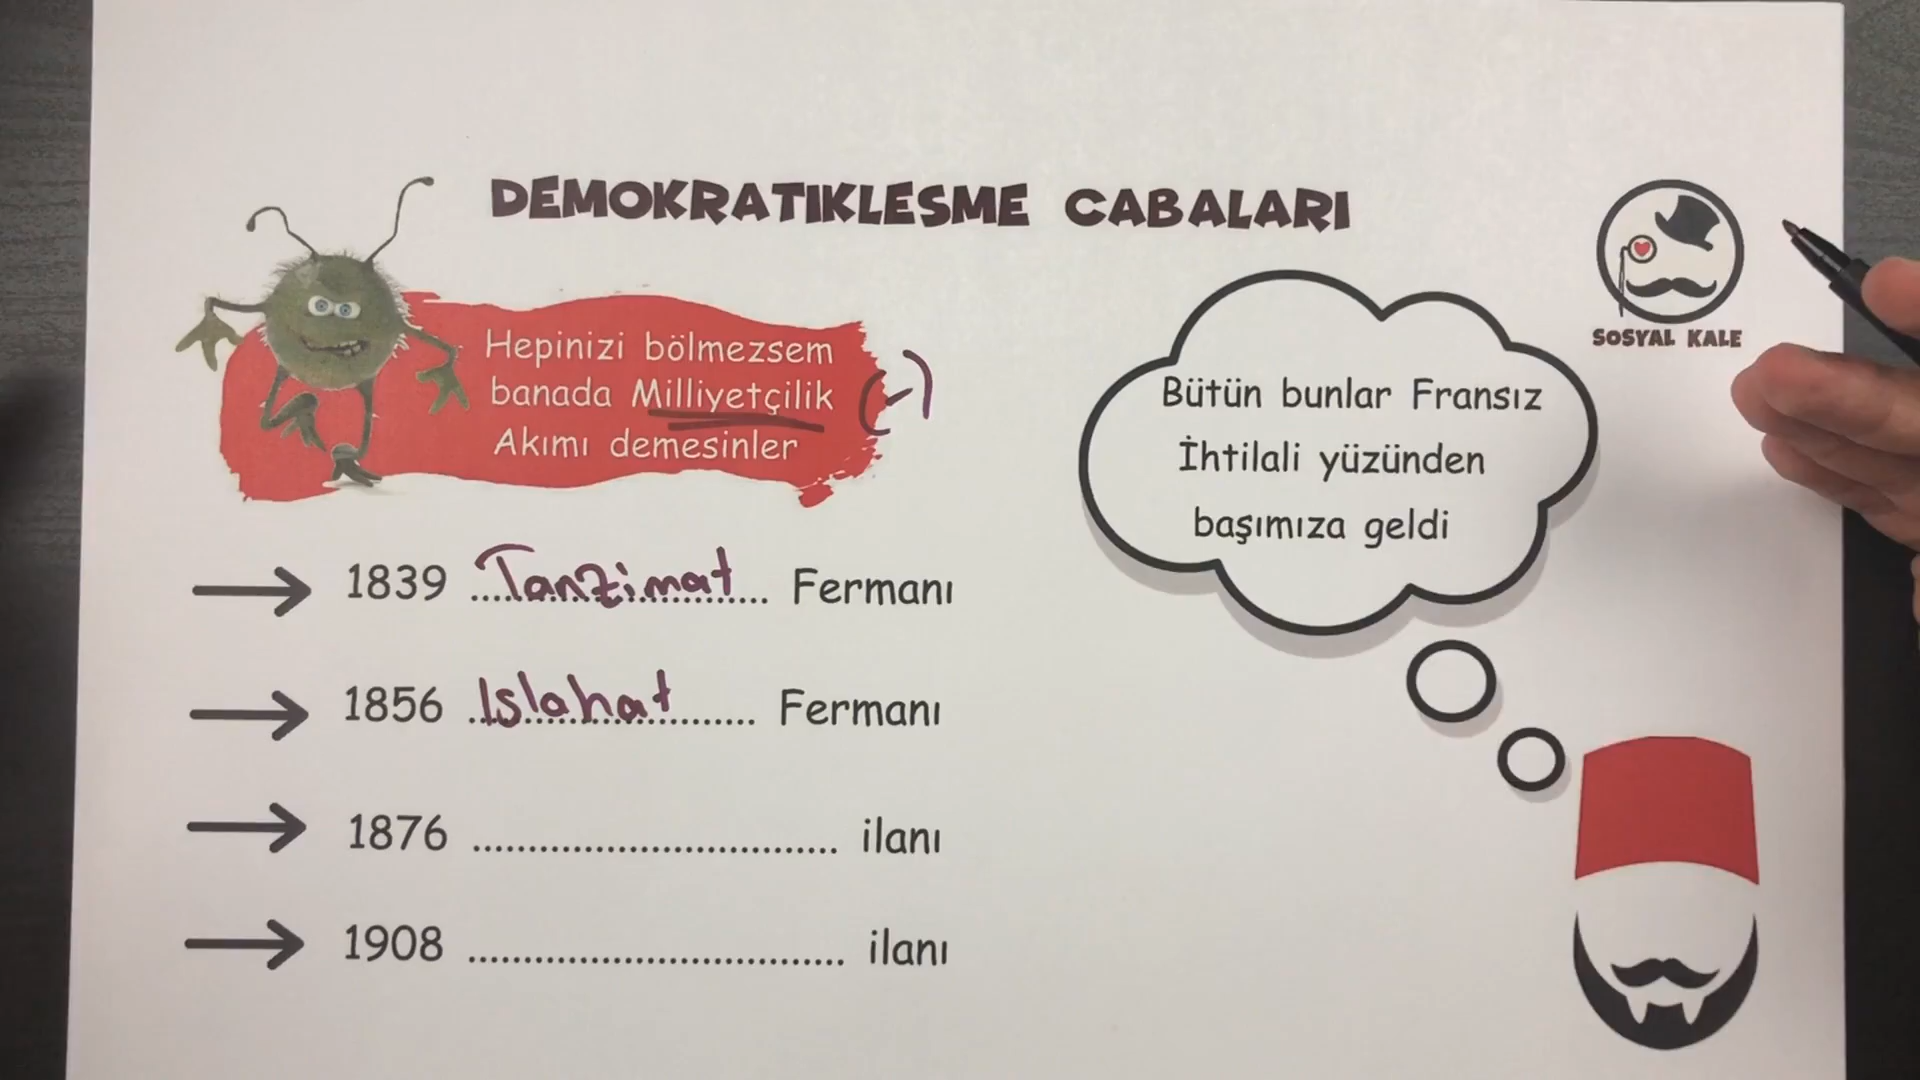 DEMOKRATIKLESME CABALARI
Hepinizi bölmezsem
banada Milliyetçilik (-)
Akımı demesinler
Bütün bunlar Fransız
İhtilali yüzünden
başımıza geldi
SOSYAL KALE
1839 Tanzimat Fermanı
1856 Islahat Fermanı
1876 ................................. ilanı
1908 ................................. ilanı